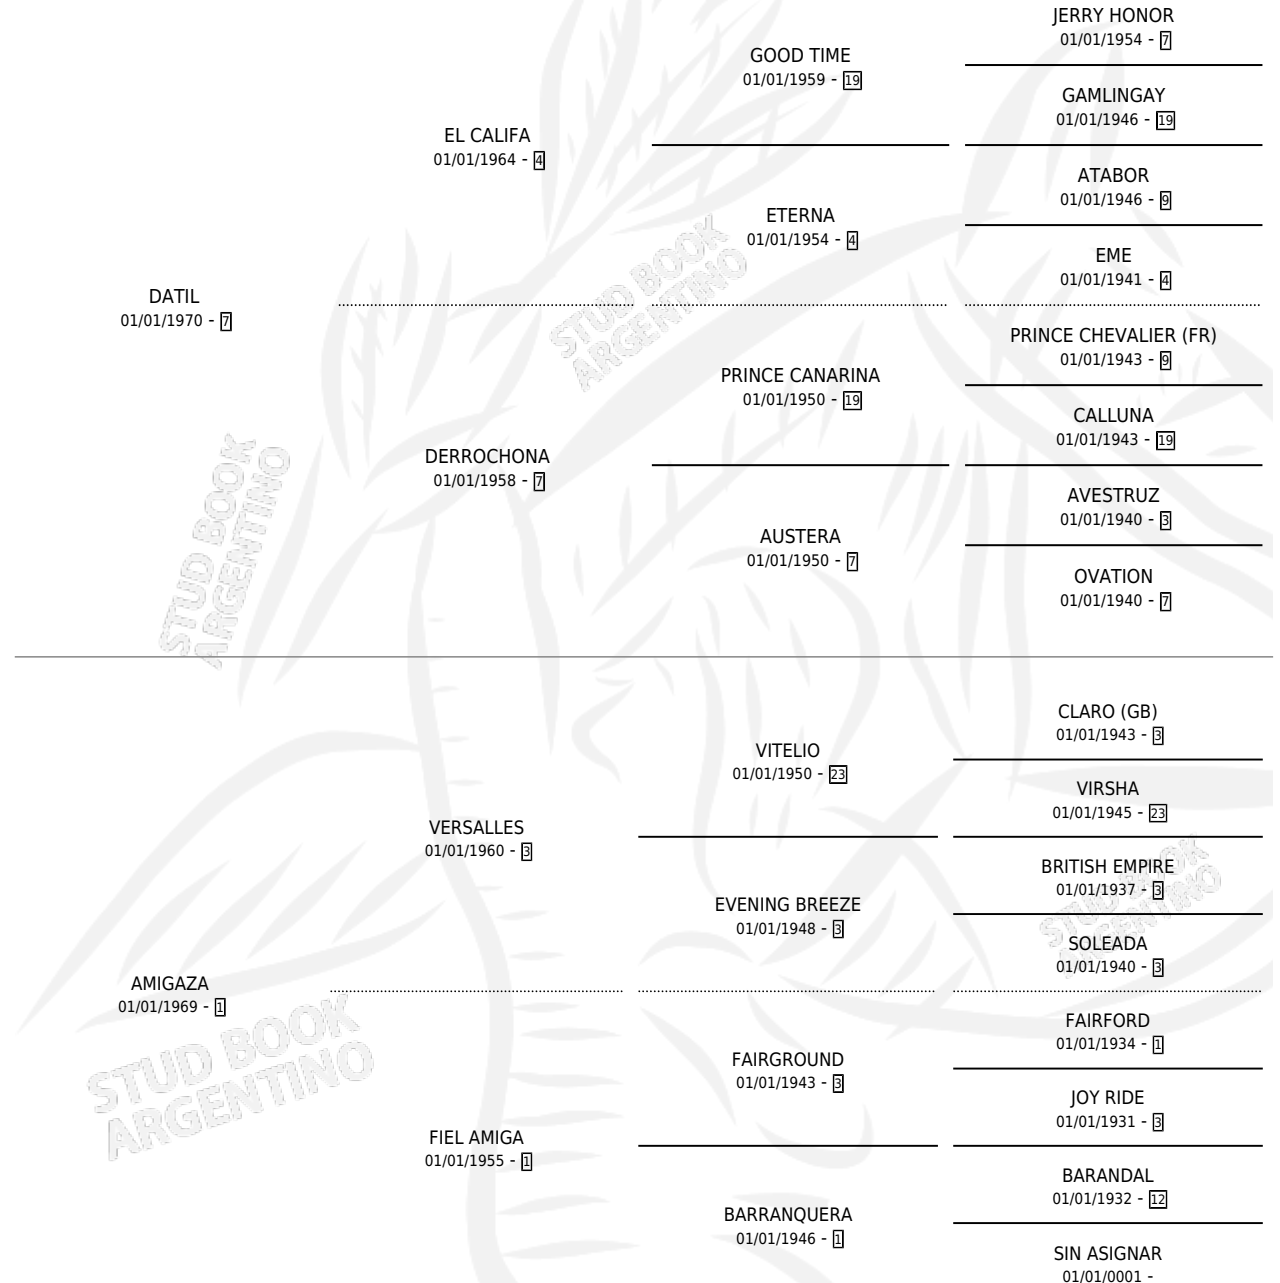 JERRY HONOR
01/01/1954 - 7
GOOD TIME
01/01/1959 - 19
GAMLINGAY
01/01/1946 - 19
EL CALIFA
01/01/1964 - 4
ATABOR
01/01/1946 - 9
ETERNA
01/01/1954 - 4
EME
01/01/1941 - 4
DATIL
01/01/1970 - 7
PRINCE CHEVALIER (FR)
01/01/1943 - 9
PRINCE CANARINA
01/01/1950 - 19
CALLUNA
01/01/1943 - 19
DERROCHONA
01/01/1958 - 7
AVESTRUZ
01/01/1940 - 3
AUSTERA
01/01/1950 - 7
OVATION
01/01/1940 - 7
STUD BOOK
ARGENTINO
STUD BOOK
ARGENTINO
CLARO (GB)
01/01/1943 - 3
VITELIO
01/01/1950 - 23
VIRSHA
01/01/1945 - 23
VERSALLES
01/01/1960 - 3
BRITISH EMPIRE
01/01/1937 - 3
EVENING BREEZE
01/01/1948 - 3
SOLEADA
01/01/1940 - 3
AMIGAZA
01/01/1969 - 1
FAIRFORD
01/01/1934 - 1
FAIRGROUND
01/01/1943 - 3
JOY RIDE
01/01/1931 - 3
FIEL AMIGA
01/01/1955 - 1
BARANDAL
01/01/1932 - 12
BARRANQUERA
01/01/1946 - 1
SIN ASIGNAR
01/01/0001 -
STUD BOOK
ARGENTINO
STUD BOOK
ARGENTINO